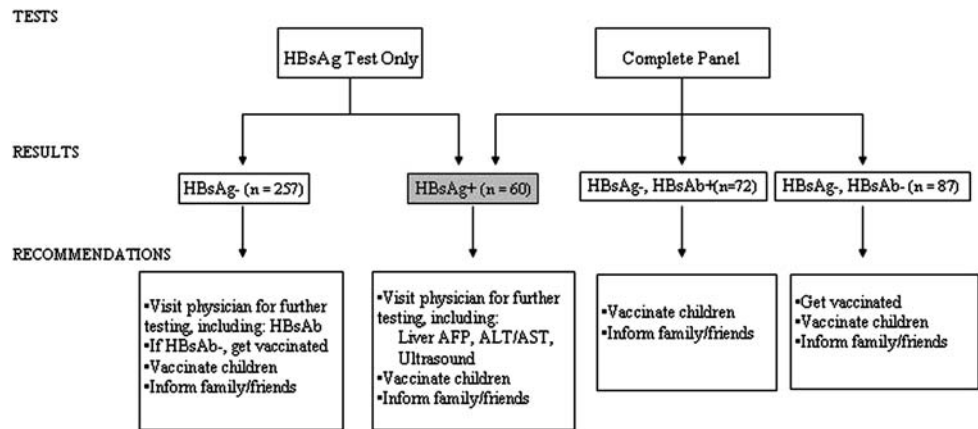 TESTS
HBsAg Test Only
Complete Panel
RESULTS
HBsAg- (n = 257)
HBsAg+ (n = 60)
HBsAg-, HBsAb+(n=72)
HBsAg-, HBsAb- (n = 87)
RECOMMENDATIONS
▪Visit physician for further
testing, including: HBsAb
▪If HBsAb-, get vaccinated
▪Vaccinate children
▪Inform family/friends
▪Visit physician for further
testing, including:
Liver AFP, ALT/AST,
Ultrasound
▪Vaccinate children
▪Inform family/friends
▪Vaccinate children
▪Inform family/friends
▪Get vaccinated
▪Vaccinate children
▪Inform family/friends